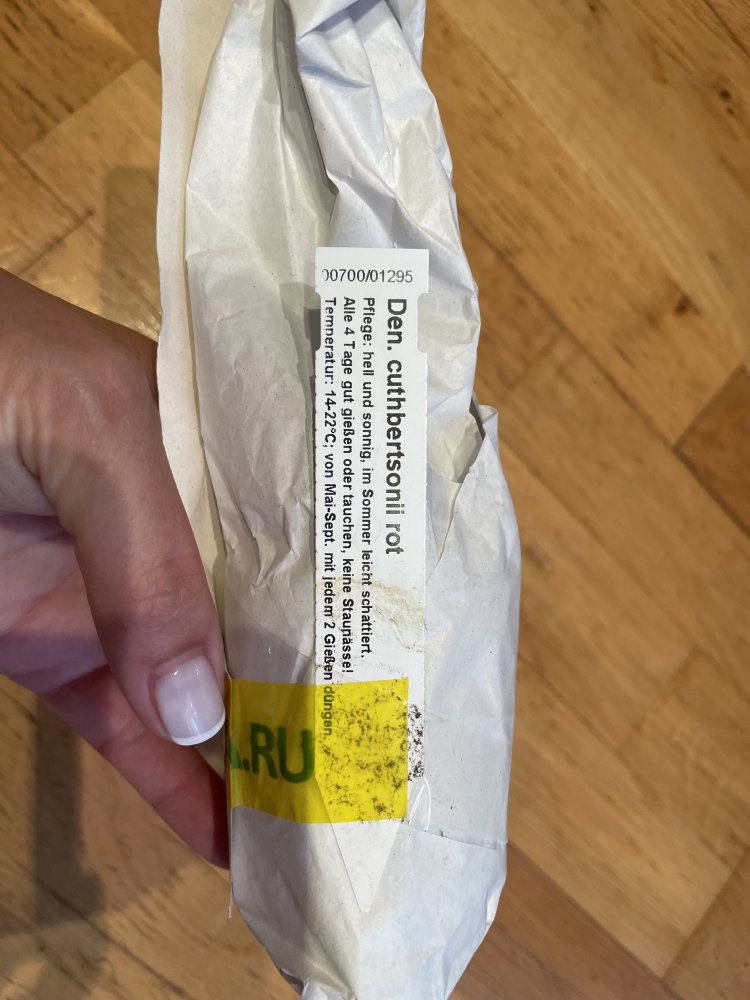 00700/01295
Den. cuthbertsonii rot
Pflege: hell und sonnig, im Sommer leicht schattiert.
Alle 4 Tage gut gießen oder tauchen, keine Staunässe!
Temperatur: 14-22°C; von Mai-Sept. mit jedem 2 Gießen düngen.
.RU